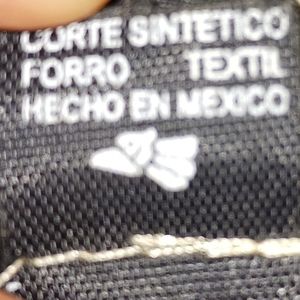 CORTE SINTETICO
FORRO TEXTIL
HECHO EN MEXICO